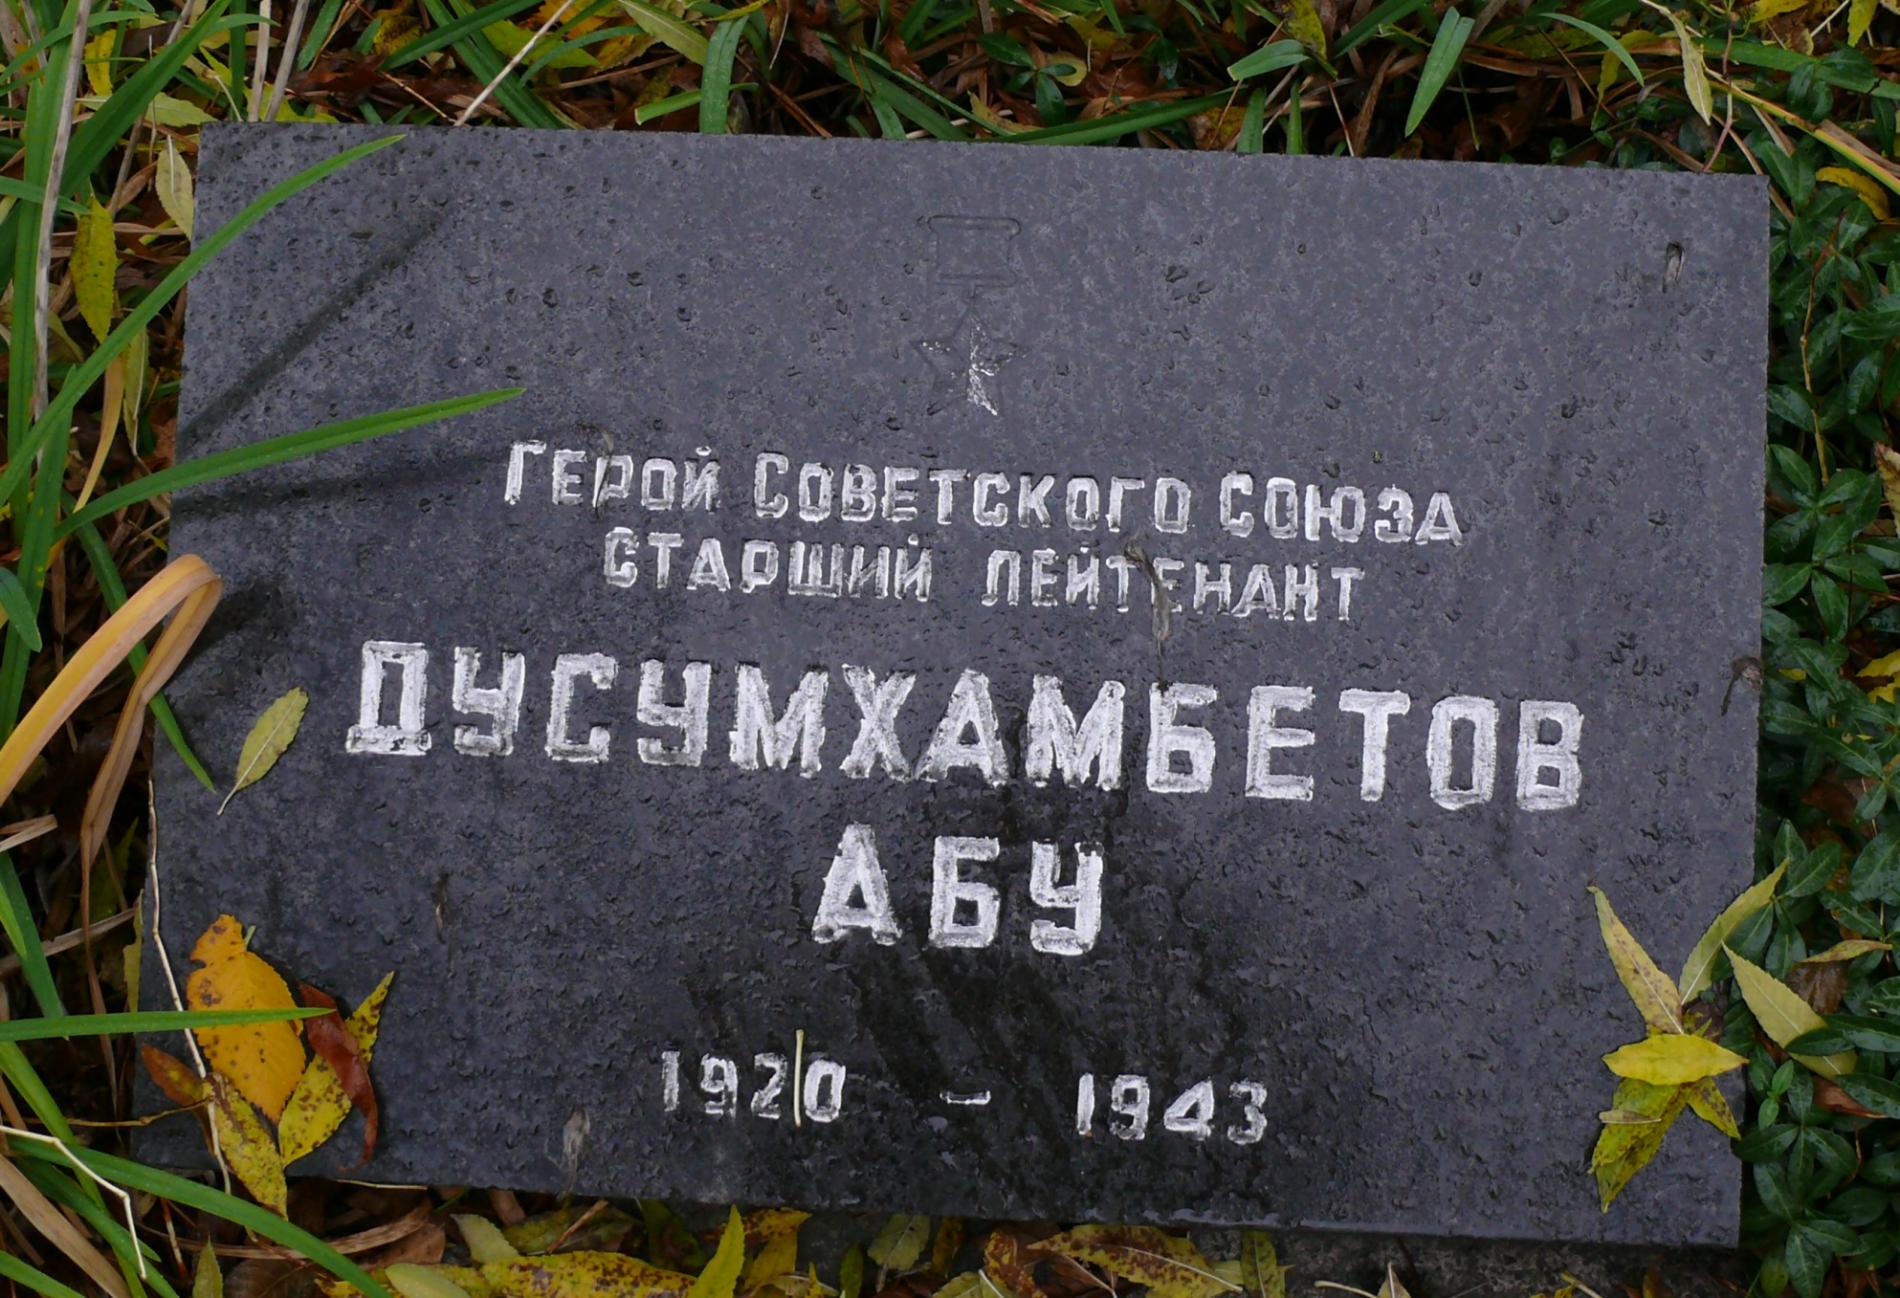 Герой Советского Союза
старший лейтенант
ДУСУМХАМБЕТОВ
АБУ
1920 - 1943